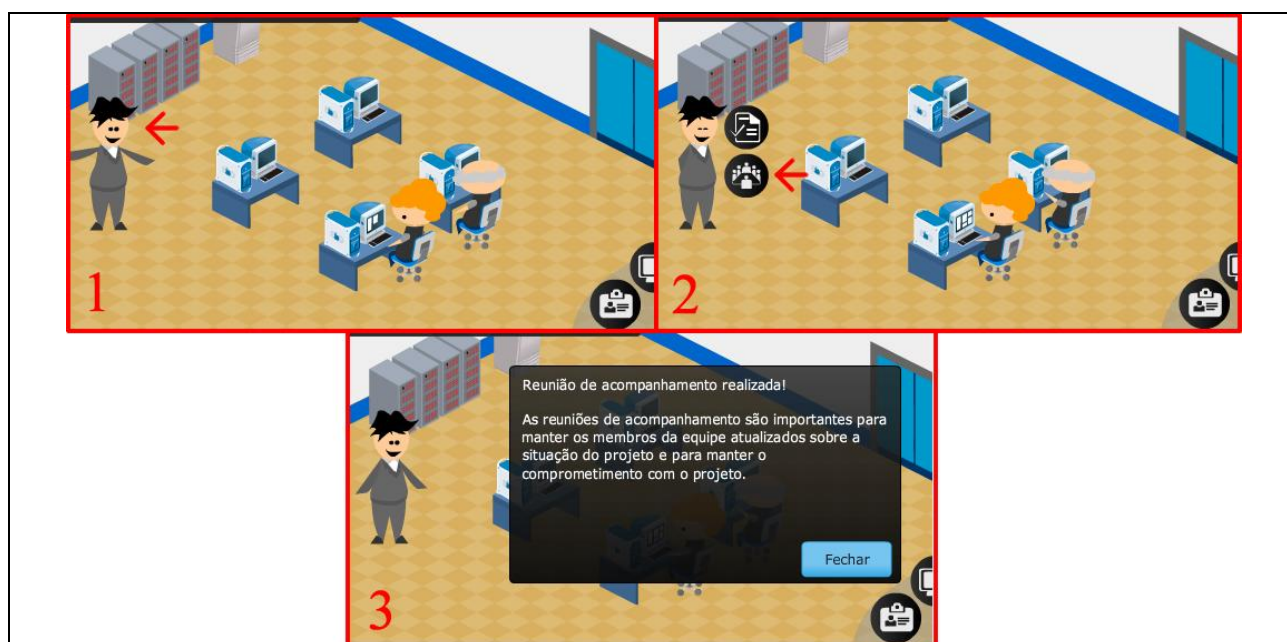 1
2
Reunião de acompanhamento realizada!
As reuniões de acompanhamento são importantes para
manter os membros da equipe atualizados sobre a
situação do projeto e para manter o
comprometimento com o projeto.
Fechar
3